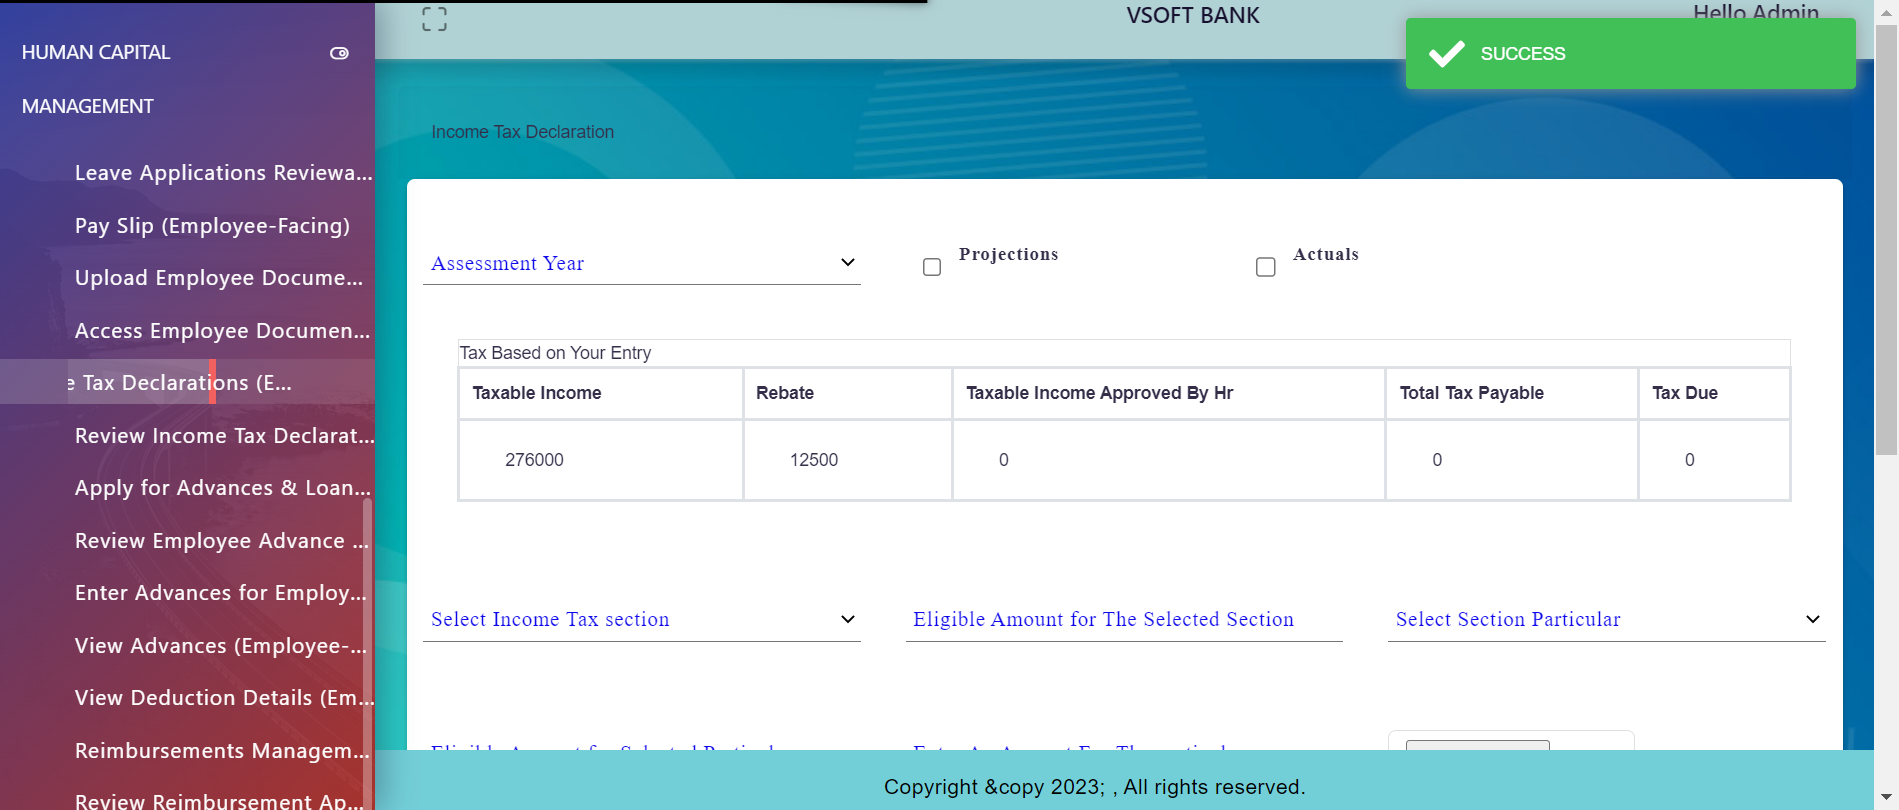 HUMAN CAPITAL
MANAGEMENT
Leave Applications Reviewa...
Pay Slip (Employee-Facing)
Upload Employee Docume...
Access Employee Documen...
e Tax Declarations (E...
Review Income Tax Declarat...
Apply for Advances & Loan...
Review Employee Advance ...
Enter Advances for Employ...
View Advances (Employee-...
View Deduction Details (Em...
Reimbursements Managem...
Review Reimbursement Ap...
VSOFT BANK
Hello Admin
SUCCESS
Income Tax Declaration
Assessment Year
Projections
Actuals
Tax Based on Your Entry
Taxable Income Rebate Taxable Income Approved By Hr Total Tax Payable Tax Due
276000 12500 0 0 0
Select Income Tax section
Eligible Amount for The Selected Section
Select Section Particular
Copyright &copy 2023; , All rights reserved.